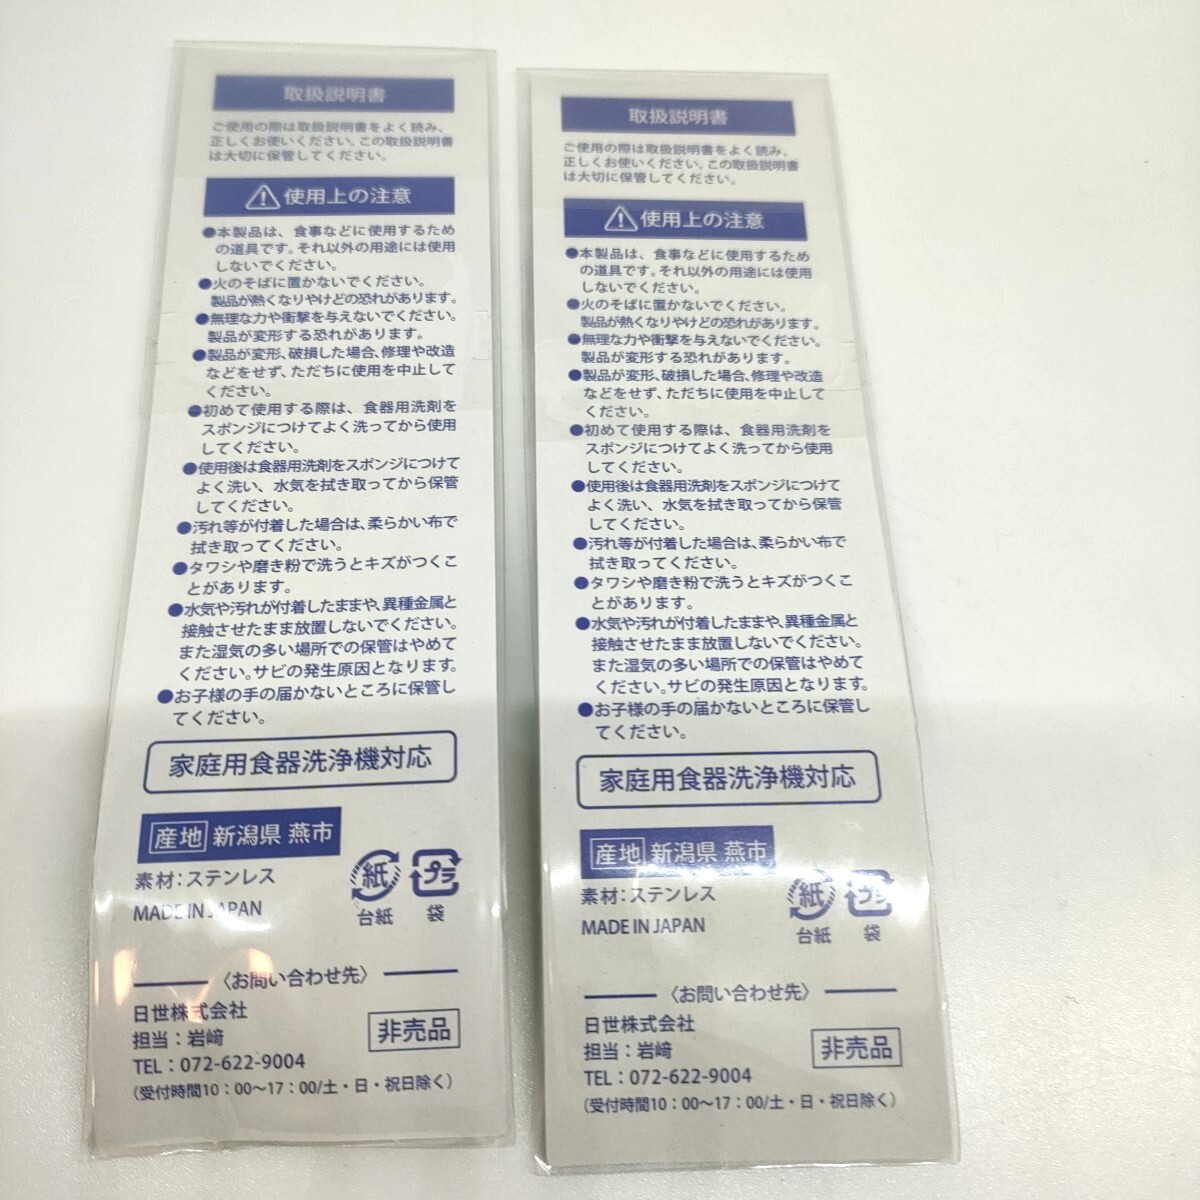 取扱説明書
ご使用の際は取扱説明書をよく読み、
正しくお使いください。この取扱説明書
は大切に保管してください。
使用上の注意
●本製品は、食事などに使用するため
の道具です。それ以外の用途には使用
しないでください。
●火のそばに置かないでください。
製品が熱くなりやけどの恐れがあります。
●無理な力や衝撃を与えないでください。
製品が変形する恐れがあります。
●製品が変形、破損した場合、修理や改造
などをせず、ただちに使用を中止して
ください。
●初めて使用する際は、食器用洗剤を
スポンジにつけてよく洗ってから使用
してください。
●使用後は食器用洗剤をスポンジにつけて
よく洗い、水気を拭き取ってから保管
してください。
●汚れ等が付着した場合は、柔らかい布で
拭き取ってください。
●タワシや磨き粉で洗うとキズがつくこ
とがあります。
●水気や汚れが付着したままや、異種金属と
接触させたまま放置しないでください。
また湿気の多い場所での保管はやめて
ください。サビの発生原因となります。
●お子様の手の届かないところに保管し
てください。
家庭用食器洗浄機対応
産地 新潟県 燕市
素材：ステンレス
MADE IN JAPAN
紙
台紙
プラ
袋
〈お問い合わせ先〉
日世株式会社
担当：岩﨑
TEL：072-622-9004
(受付時間10：00〜17：00/土・日・祝日除く)
非売品
取扱説明書
ご使用の際は取扱説明書をよく読み、
正しくお使いください。この取扱説明書
は大切に保管してください。
使用上の注意
●本製品は、食事などに使用するため
の道具です。それ以外の用途には使用
しないでください。
●火のそばに置かないでください。
製品が熱くなりやけどの恐れがあります。
●無理な力や衝撃を与えないでください。
製品が変形する恐れがあります。
●製品が変形、破損した場合、修理や改造
などをせず、ただちに使用を中止して
ください。
●初めて使用する際は、食器用洗剤を
スポンジにつけてよく洗ってから使用
してください。
●使用後は食器用洗剤をスポンジにつけて
よく洗い、水気を拭き取ってから保管
してください。
●汚れ等が付着した場合は、柔らかい布で
拭き取ってください。
●タワシや磨き粉で洗うとキズがつくこ
とがあります。
●水気や汚れが付着したままや、異種金属と
接触させたまま放置しないでください。
また湿気の多い場所での保管はやめて
ください。サビの発生原因となります。
●お子様の手の届かないところに保管し
てください。
家庭用食器洗浄機対応
産地 新潟県 燕市
素材：ステンレス
MADE IN JAPAN
紙
台紙
プラ
袋
〈お問い合わせ先〉
日世株式会社
担当：岩﨑
TEL：072-622-9004
(受付時間10：00〜17：00/土・日・祝日除く)
非売品